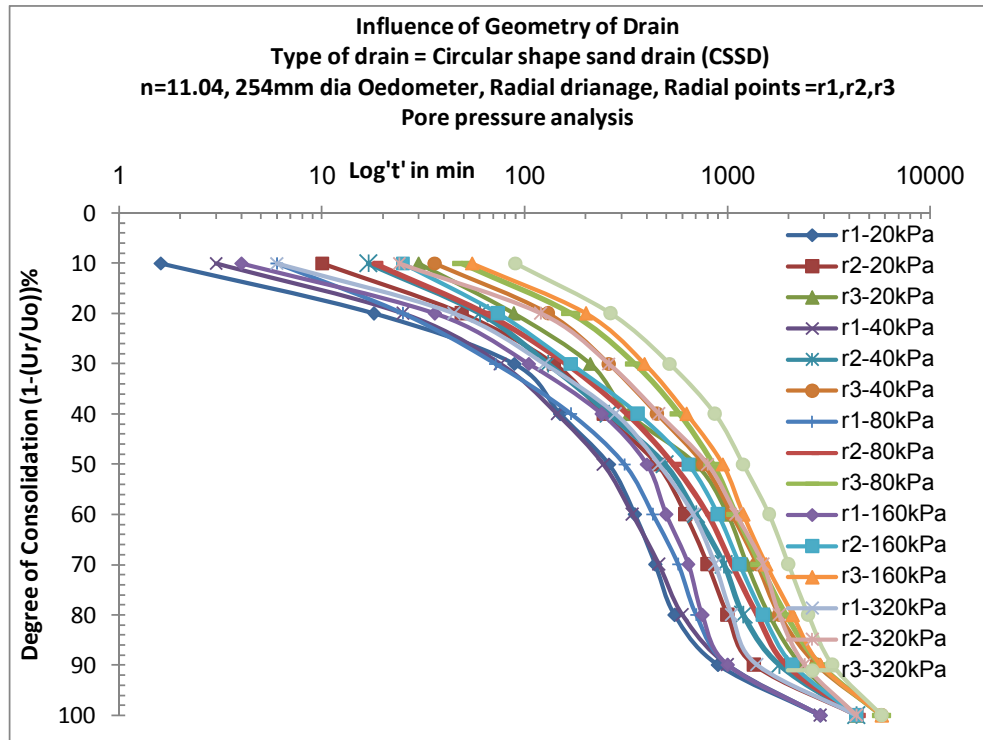 Influence of Geometry of Drain
Type of drain = Circular shape sand drain (CSSD)
n=11.04, 254mm dia Oedometer, Radial drianage, Radial points =r1,r2,r3
Pore pressure analysis
Log't' in min
1 10 100 1000 10000
Degree of Consolidation (1-(Ur/Uo))%
0
10
20
30
40
50
60
70
80
90
100
r1-20kPa
r2-20kPa
r3-20kPa
r1-40kPa
r2-40kPa
r3-40kPa
r1-80kPa
r2-80kPa
r3-80kPa
r1-160kPa
r2-160kPa
r3-160kPa
r1-320kPa
r2-320kPa
r3-320kPa